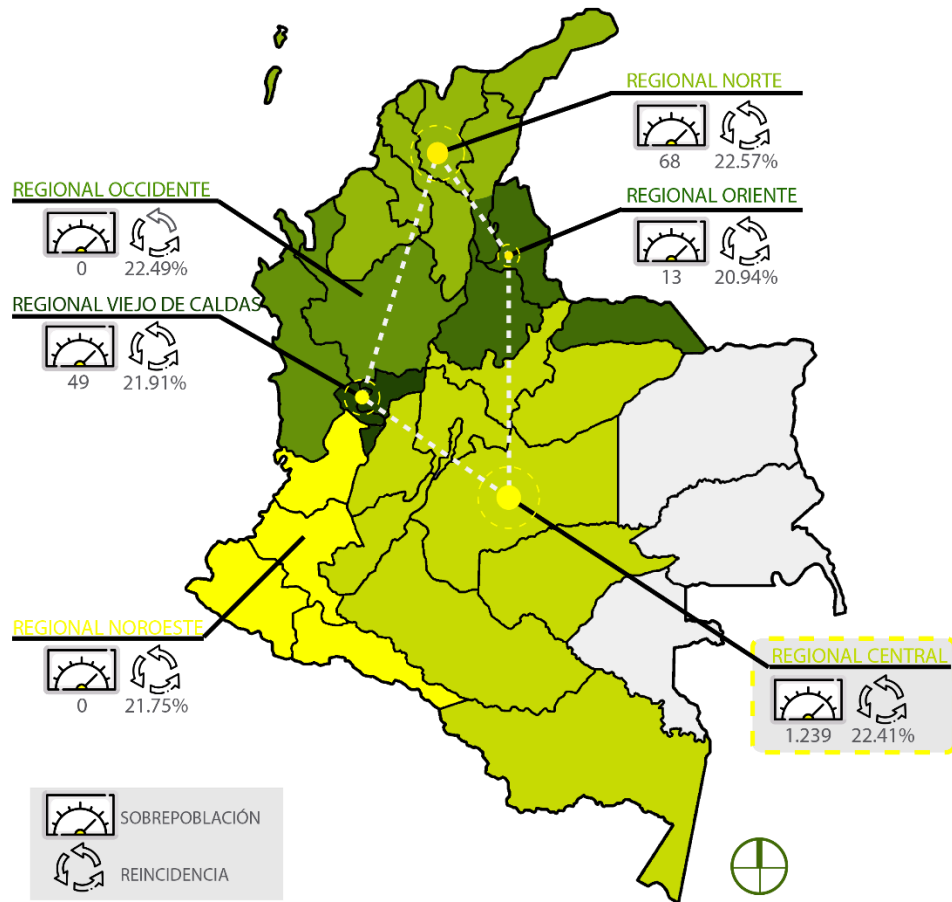 REGIONAL NORTE
68 22.57%
REGIONAL OCCIDENTE
0 22.49%
REGIONAL ORIENTE
13 20.94%
REGIONAL VIEJO DE CALDAS
49 21.91%
REGIONAL NOROESTE
0 21.75%
REGIONAL CENTRAL
1.239 22.41%
SOBREPOBLACIÓN
REINCIDENCIA